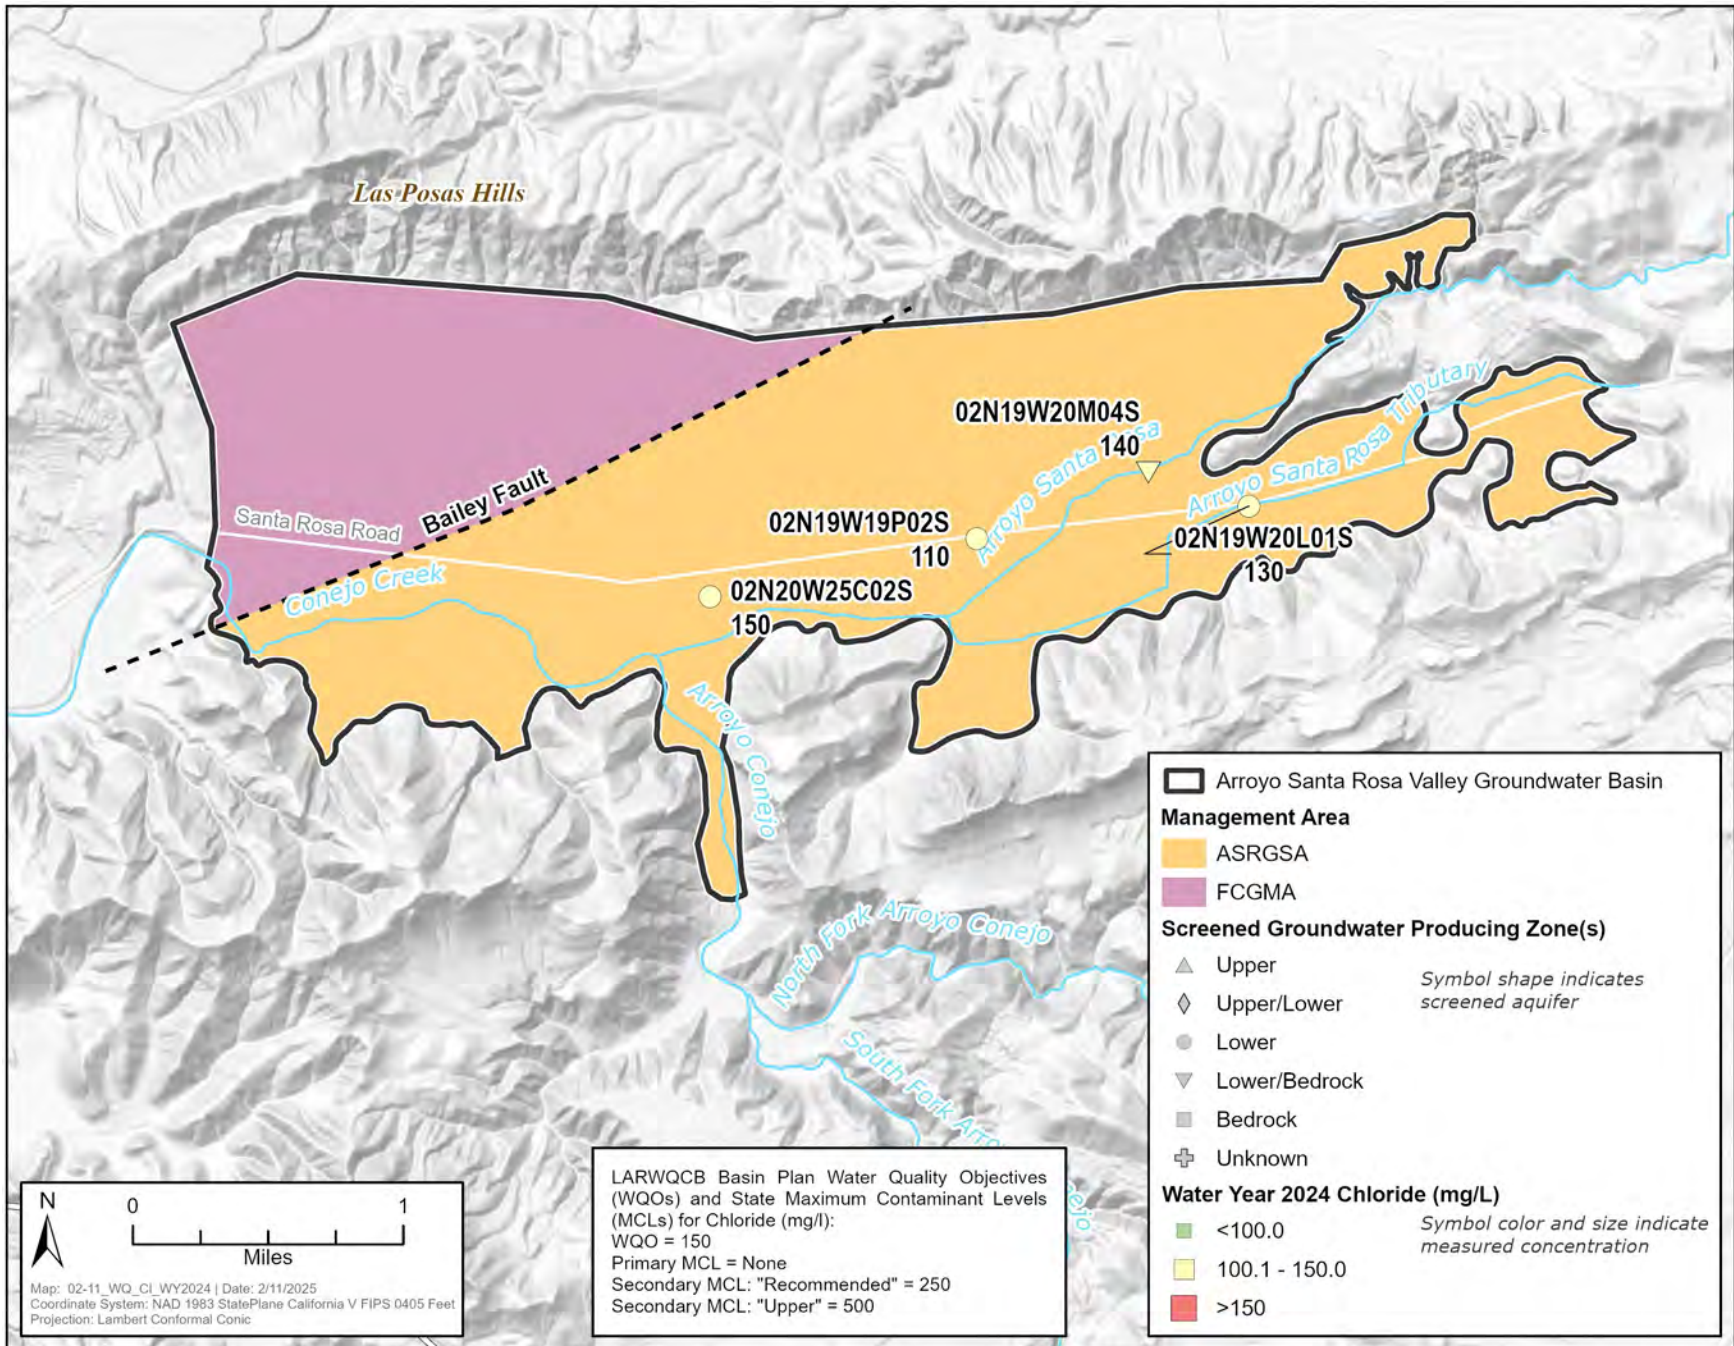 Las Posas Hills
02N19W20M04S
140
Arroyo Santa Rosa
Arroyo Santa Rosa Tributary
Bailey Fault
Santa Rosa Road
02N19W19P02S
110
02N19W20L01S
130
Conejo Creek
02N20W25C02S
150
Arroyo Conejo
North Fork Arroyo Conejo
South Fork Arroyo Conejo
Arroyo Santa Rosa Valley Groundwater Basin
Management Area
ASRGSA
FCGMA
Screened Groundwater Producing Zone(s)
Upper
Upper/Lower
Lower
Lower/Bedrock
Bedrock
Unknown
Symbol shape indicates
screened aquifer
Water Year 2024 Chloride (mg/L)
<100.0
100.1 - 150.0
>150
Symbol color and size indicate
measured concentration
LARWQCB Basin Plan Water Quality Objectives
(WQOs) and State Maximum Contaminant Levels
(MCLs) for Chloride (mg/l):
WQO = 150
Primary MCL = None
Secondary MCL: "Recommended" = 250
Secondary MCL: "Upper" = 500
N
0 1
Miles
Map: 02-11_WQ_Cl_WY2024 | Date: 2/11/2025
Coordinate System: NAD 1983 StatePlane California V FIPS 0405 Feet
Projection: Lambert Conformal Conic